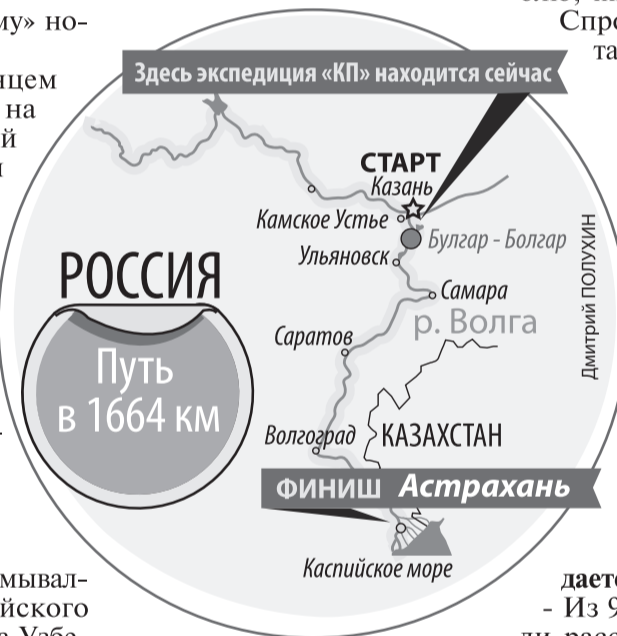 му» но-
нцем
на
й
Спро
та
Здесь экспедиция «КП» находится сейчас
СТАРТ
Казань
Камское Устье
Булгар - Болгар
Ульяновск
РОССИЯ
Самара
р. Волга
Саратов
Путь
в 1664 км
Дмитрий ПОЛУХИН
Волгоград
КАЗАХСТАН
ФИНИШ Астрахань
Каспийское море
мывал-
йского
дается
- Из 9